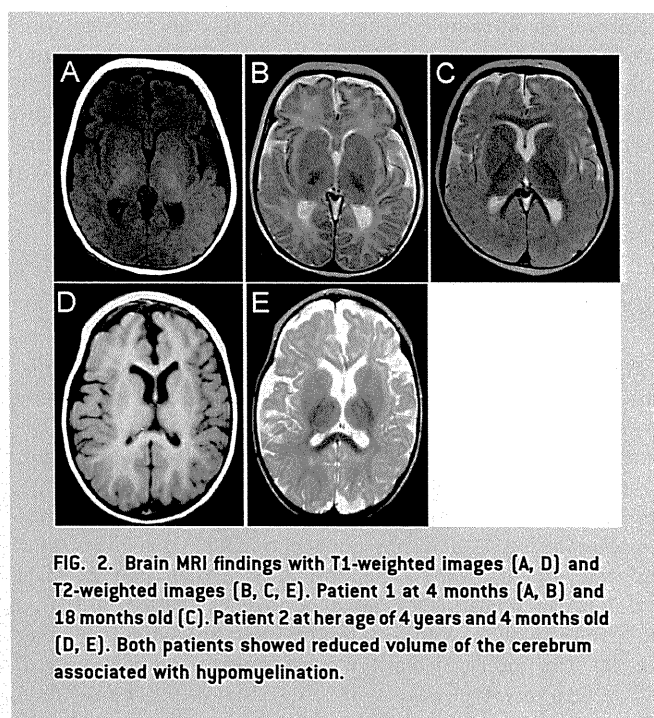 A
B
C
D
E
FIG. 2. Brain MRI findings with T1-weighted images (A, D) and
T2-weighted images (B, C, E). Patient 1 at 4 months (A, B) and
18 months old (C). Patient 2 at her age of 4 years and 4 months old
(D, E). Both patients showed reduced volume of the cerebrum
associated with hypomyelination.